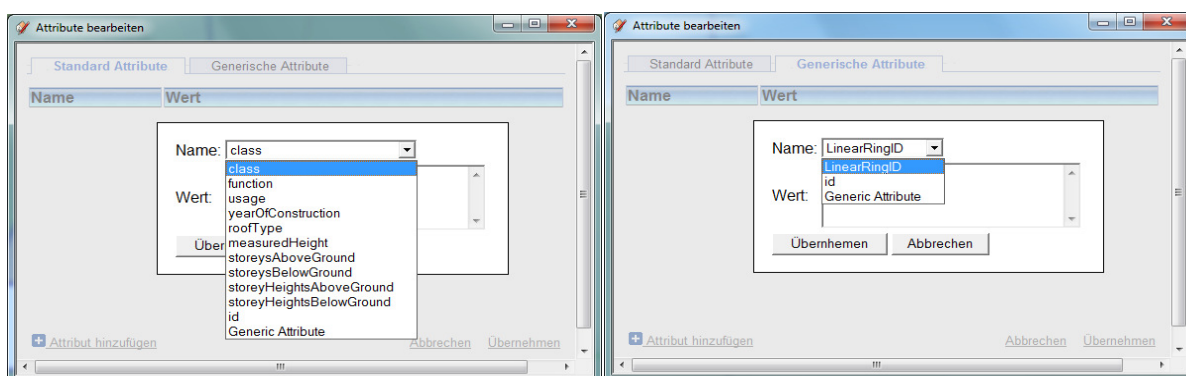 Attribute bearbeiten
Standard Attribute Generische Attribute
Name Wert
Name: class
class
function
Wert: usage
yearOfConstruction
roofType
Über measuredHeight
storeysAboveGround
storeysBelowGround
storeyHeightsAboveGround
storeyHeightsBelowGround
id
Generic Attribute
Attribut hinzufügen Abbrechen Übernehmen
Attribute bearbeiten
Standard Attribute Generische Attribute
Name Wert
Name: LinearRingID
LinearRingID
id
Wert: Generic Attribute
Übernhemen Abbrechen
Attribut hinzufügen Abbrechen Übernehmen